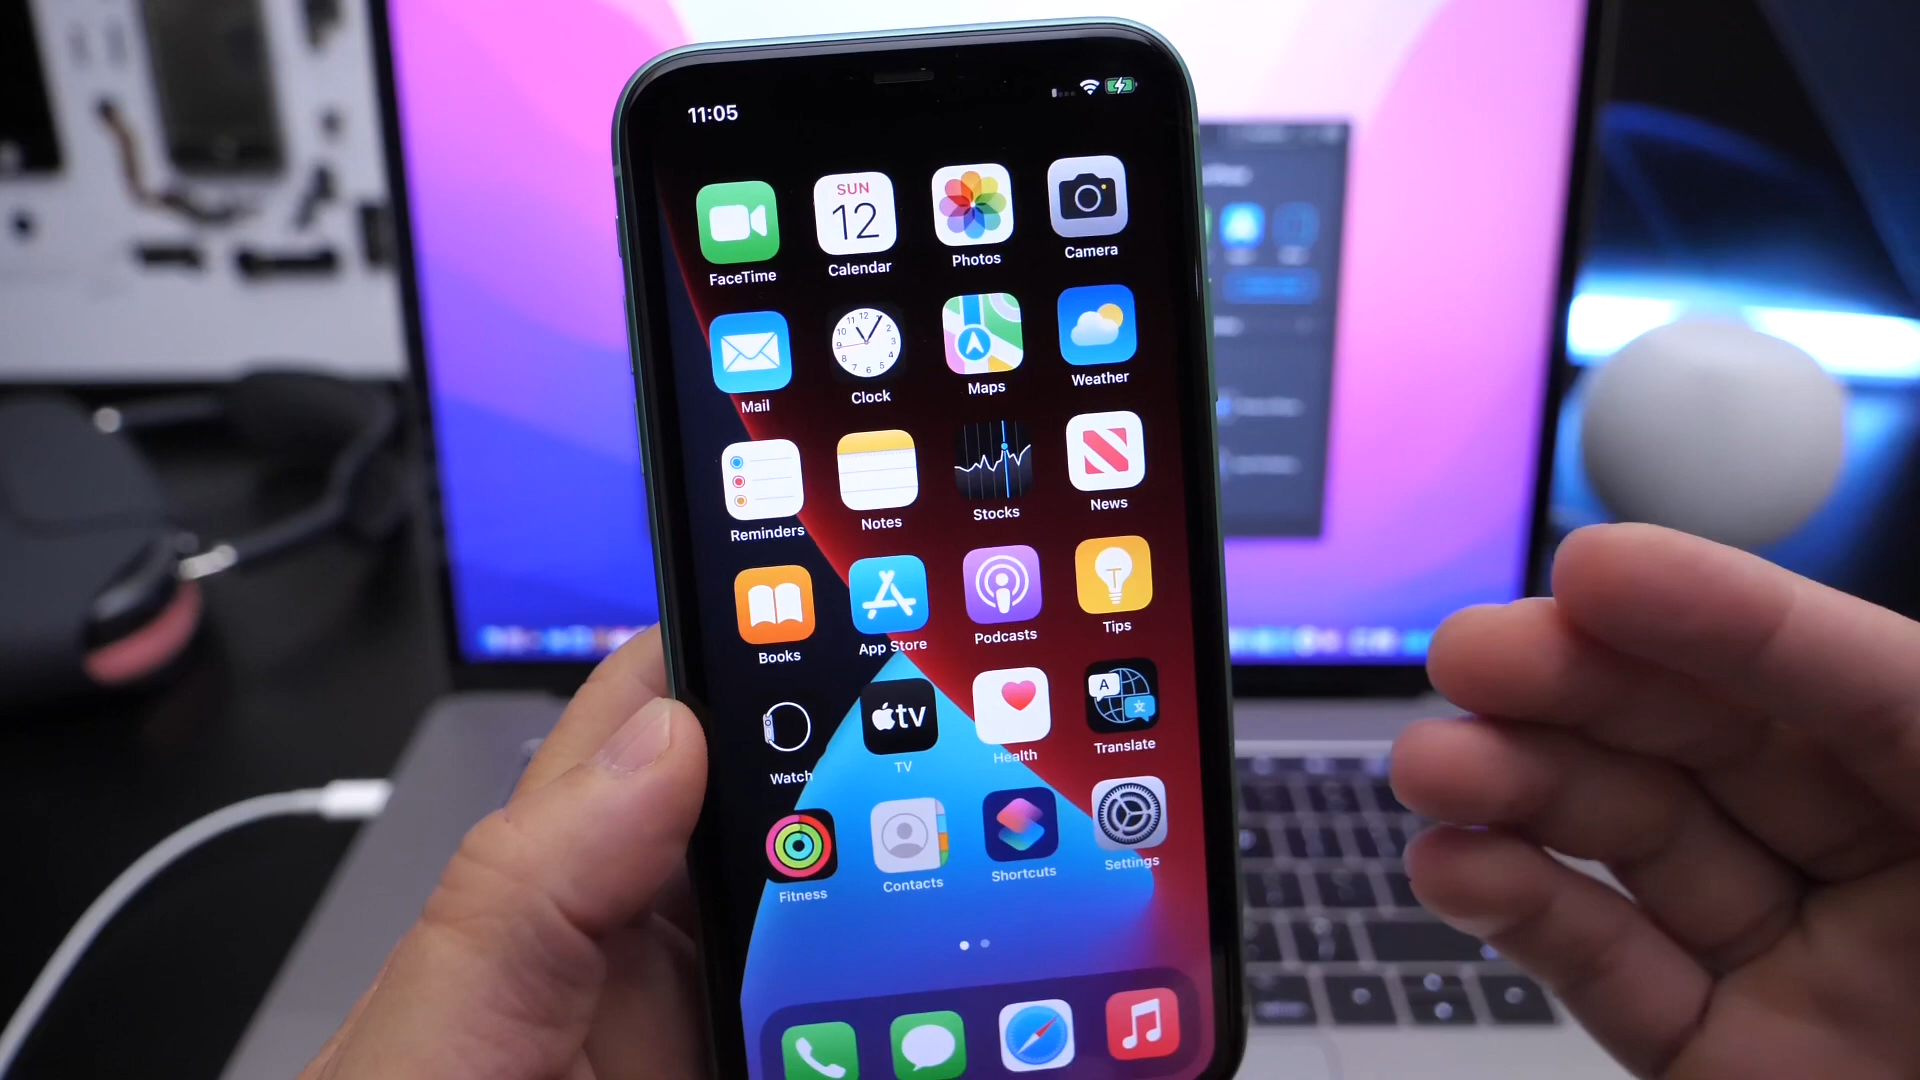 11:05
SUN
12
FaceTime
Calendar
Photos
Camera
Mail
Clock
Maps
Weather
Reminders
Notes
Stocks
News
Books
App Store
Podcasts
Tips
tv
A
文
Watch
TV
Health
Translate
Fitness
Contacts
Shortcuts
Settings